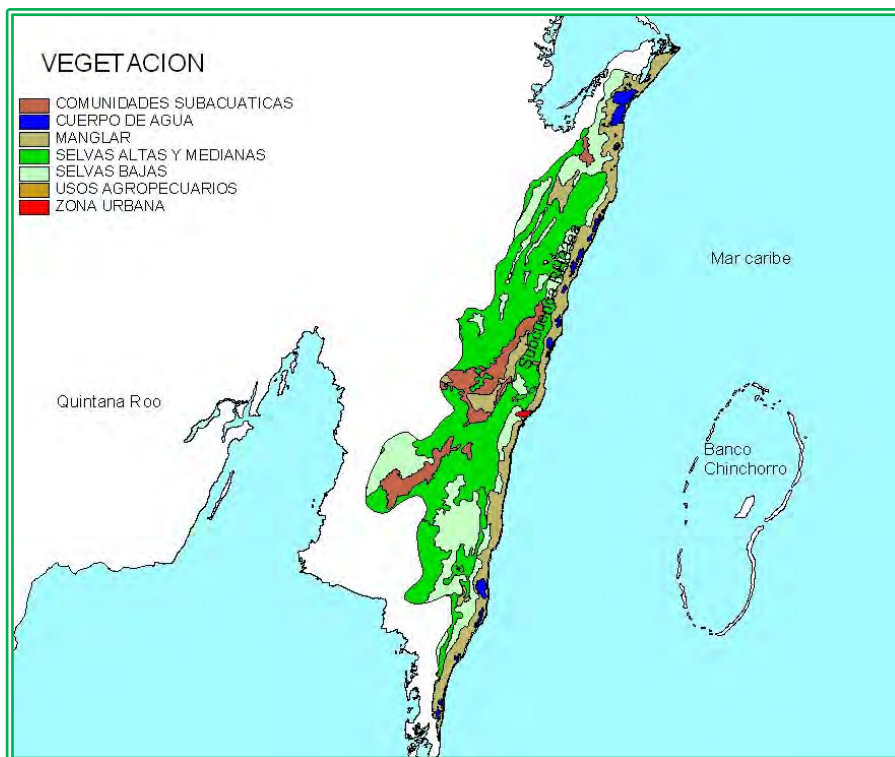 VEGETACION
COMUNIDADES SUBACUATICAS
CUERPO DE AGUA
MANGLAR
SELVAS ALTAS Y MEDIANAS
SELVAS BAJAS
USOS AGROPECUARIOS
ZONA URBANA
Mar caribe
Subcuenca
Quintana Roo
Banco
Chinchorro